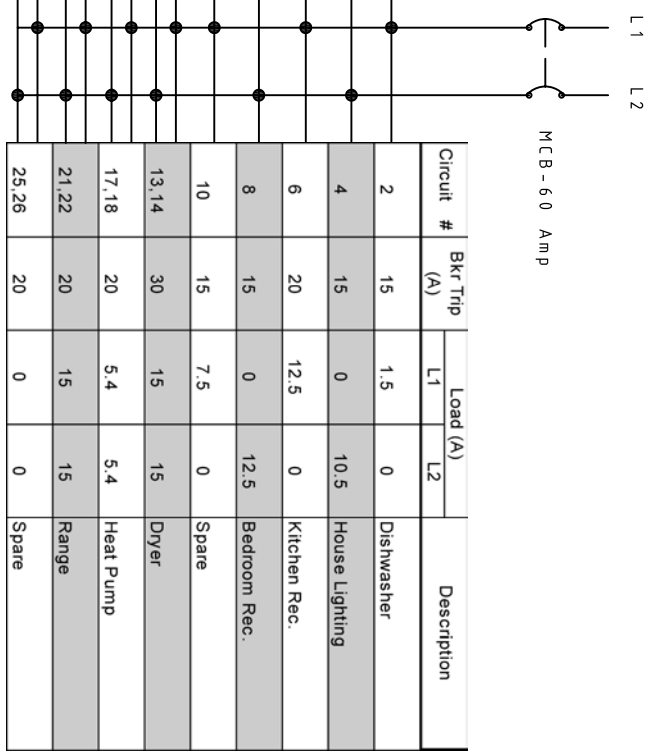 L 1
L 2
MCB-60 Amp
Circuit # Bkr Trip (A) Load (A) Description
L1 L2
2 15 1.5 0 Dishwasher
4 15 0 10.5 House Lighting
6 20 12.5 0 Kitchen Rec.
8 15 0 12.5 Bedroom Rec.
10 15 7.5 0 Spare
13,14 30 15 15 Dryer
17,18 20 5.4 5.4 Heat Pump
21,22 20 15 15 Range
25,26 20 0 0 Spare